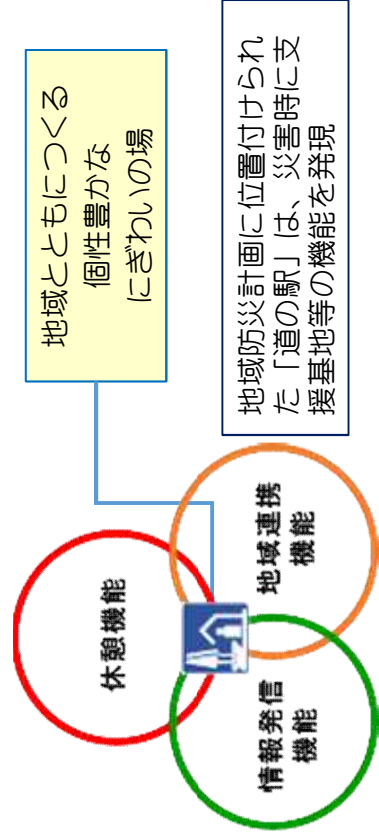 休憩機能
情報発信
機能
地域連携
機能
地域とともにつくる
個性豊かな
にぎわいの場
地域防災計画に位置付けられ
た「道の駅」は、災害時に支
援基地等の機能を発現